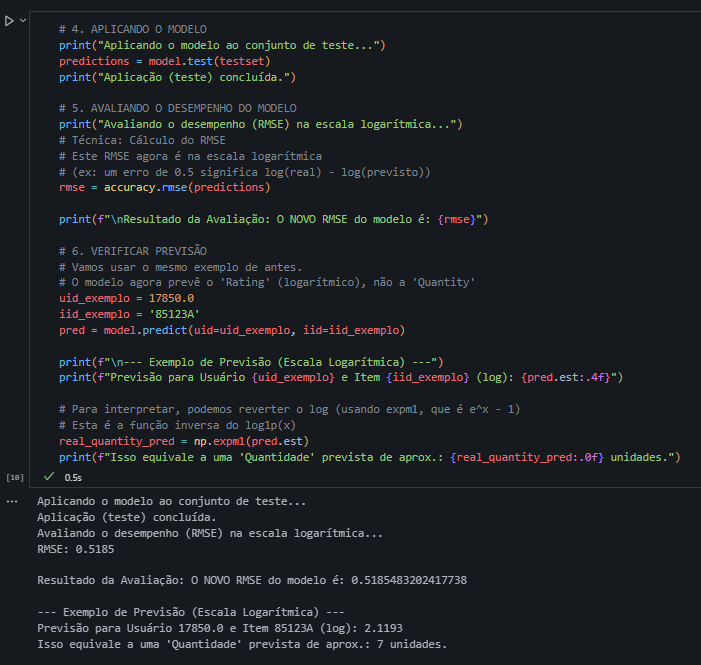 # 4. APLICANDO O MODELO
print("Aplicando o modelo ao conjunto de teste...")
predictions = model.test(testset)
print("Aplicação (teste) concluída.")
# 5. AVALIANDO O DESEMPENHO DO MODELO
print("Avaliando o desempenho (RMSE) na escala logarítmica...")
# Técnica: Cálculo do RMSE
# Este RMSE agora é na escala logarítmica
# (ex: um erro de 0.5 significa log(real) - log(previsto))
rmse = accuracy.rmse(predictions)
print(f"\nResultado da Avaliação: O NOVO RMSE do modelo é: {rmse}")
# 6. VERIFICAR PREVISÃO
# Vamos usar o mesmo exemplo de antes.
# O modelo agora prevê o 'Rating' (logarítmico), não a 'Quantity'
uid_exemplo = 17850.0
iid_exemplo = '85123A'
pred = model.predict(uid=uid_exemplo, iid=iid_exemplo)
print(f"\n--- Exemplo de Previsão (Escala Logarítmica) ---")
print(f"Previsão para Usuário {uid_exemplo} e Item {iid_exemplo} (log): {pred.est:.4f}")
# Para interpretar, podemos reverter o log (usando expm1, que é e^x - 1)
# Esta é a função inversa do log1p(x)
real_quantity_pred = np.expm1(pred.est)
print(f"Isso equivale a uma 'Quantidade' prevista de aprox.: {real_quantity_pred:.0f} unidades.")
[10] 0.5s
Aplicando o modelo ao conjunto de teste...
Aplicação (teste) concluída.
Avaliando o desempenho (RMSE) na escala logarítmica...
RMSE: 0.5185
Resultado da Avaliação: O NOVO RMSE do modelo é: 0.5185483202417738
--- Exemplo de Previsão (Escala Logarítmica) ---
Previsão para Usuário 17850.0 e Item 85123A (log): 2.1193
Isso equivale a uma 'Quantidade' prevista de aprox.: 7 unidades.